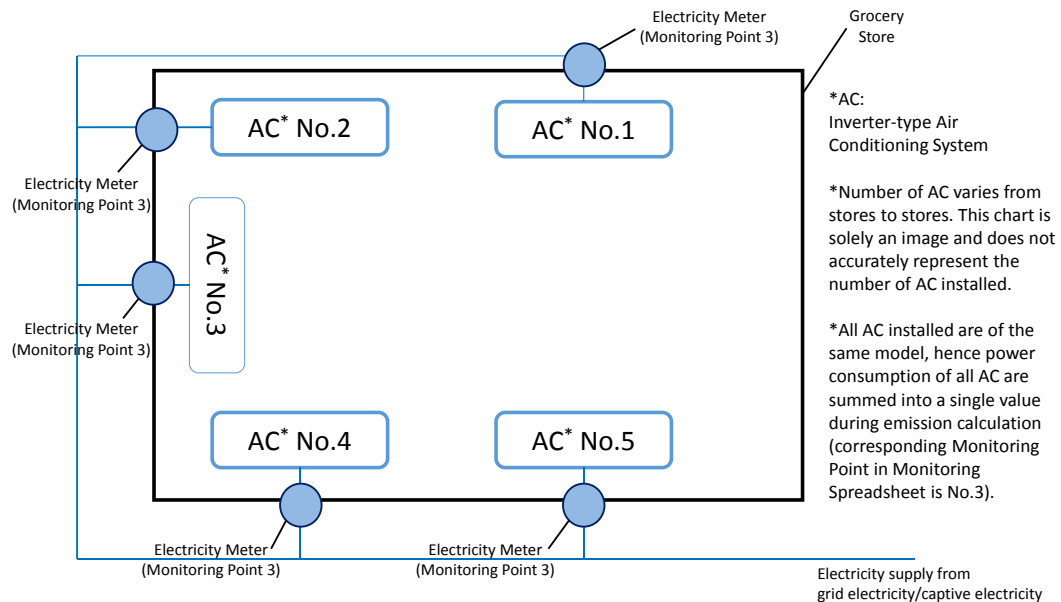 Electricity Meter
(Monitoring Point 3)
Grocery
Store
AC* No.2
AC* No.1
*AC:
Inverter-type Air
Conditioning System
Electricity Meter
(Monitoring Point 3)
*Number of AC varies from
stores to stores. This chart is
solely an image and does not
accurately represent the
number of AC installed.
AC* No.3
Electricity Meter
(Monitoring Point 3)
*All AC installed are of the
same model, hence power
consumption of all AC are
summed into a single value
during emission calculation
(corresponding Monitoring
Point in Monitoring
Spreadsheet is No.3).
AC* No.4
AC* No.5
Electricity Meter
(Monitoring Point 3)
Electricity Meter
(Monitoring Point 3)
Electricity supply from
grid electricity/captive electricity